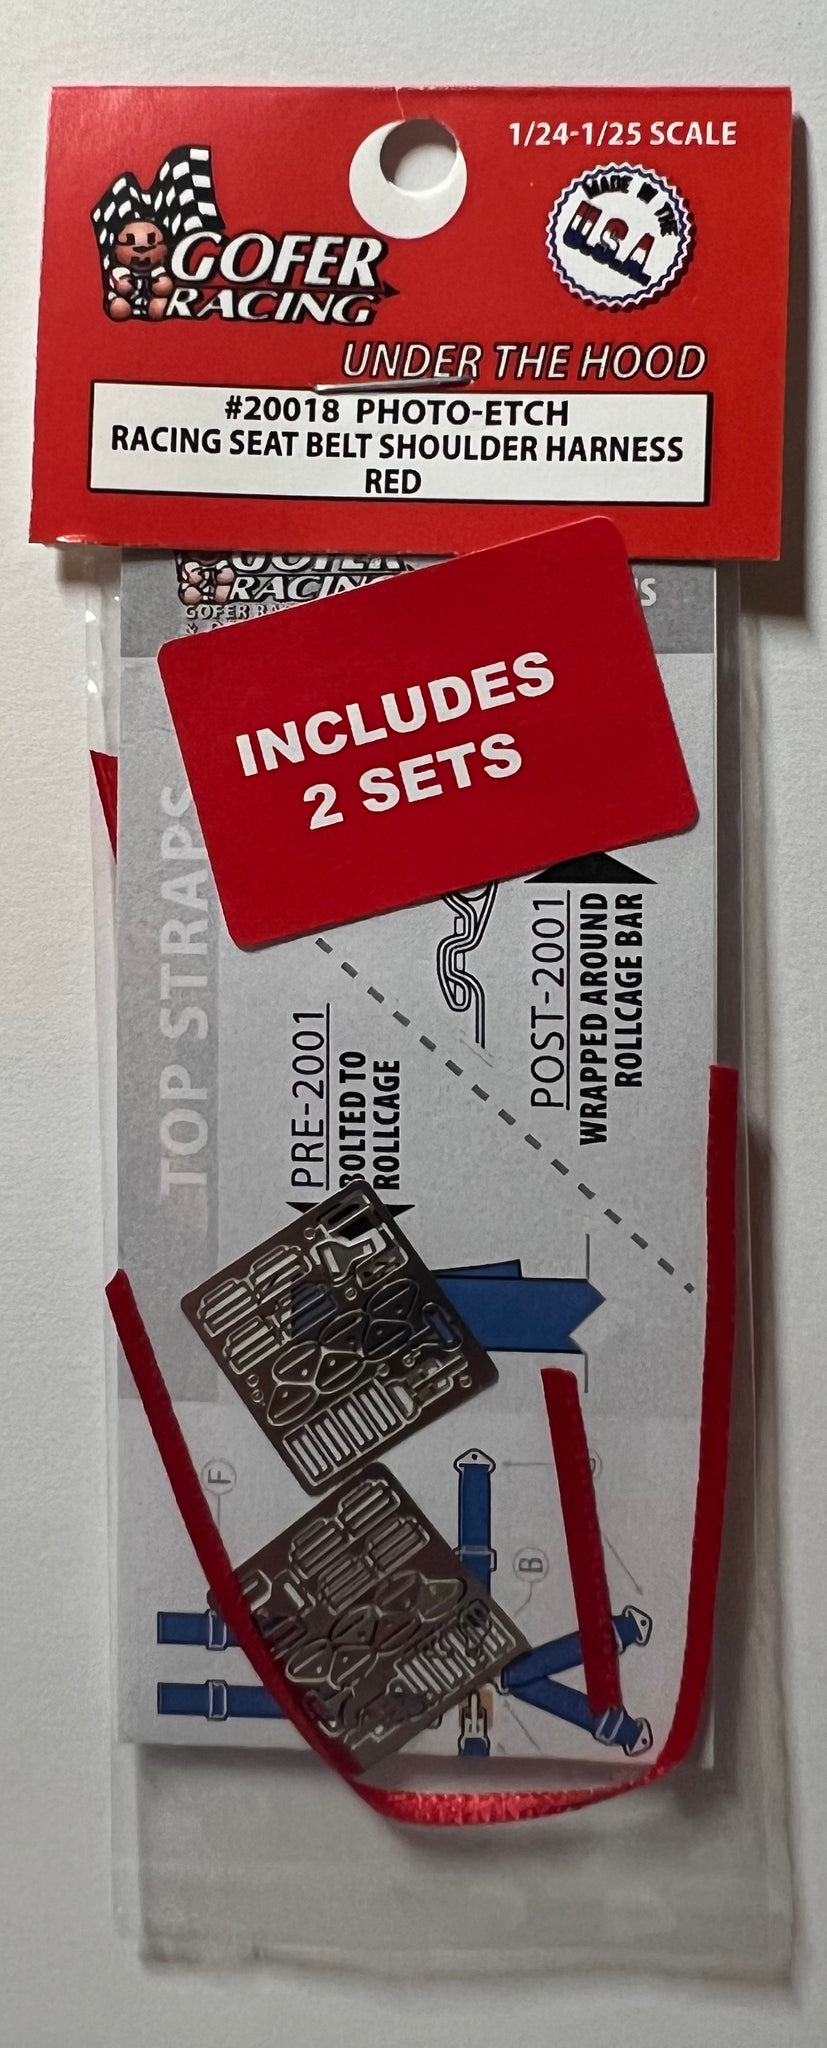 1/24-1/25 SCALE
MADE IN THE
U.S.A.
GOFER
RACING
UNDER THE HOOD
#20018 PHOTO-ETCH
RACING SEAT BELT SHOULDER HARNESS
RED
GOFER
RACING
INCLUDES
2 SETS
TOP STRAPS
PRE-2001
BOLTED TO
ROLLCAGE
POST-2001
WRAPPED AROUND
ROLLCAGE BAR
F
B